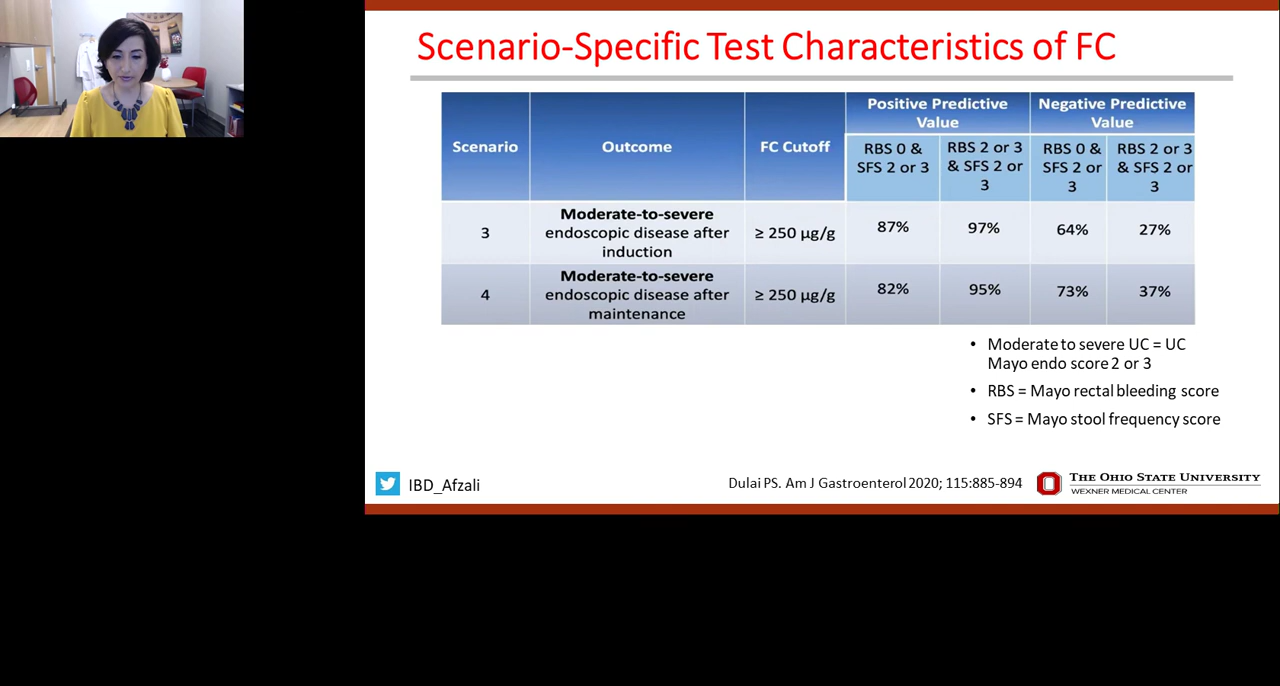 Scenario-Specific Test Characteristics of FC
Scenario
Outcome
FC Cutoff
Positive Predictive
Value
Negative Predictive
Value
RBS 0 &
SFS 2 or 3
RBS 2 or 3
& SFS 2 or
3
RBS 0 &
SFS 2 or
3
RBS 2 or 3
& SFS 2 or
3
3
Moderate-to-severe
endoscopic disease after
induction
≥ 250 µg/g
87%
97%
64%
27%
4
Moderate-to-severe
endoscopic disease after
maintenance
≥ 250 µg/g
82%
95%
73%
37%
• Moderate to severe UC = UC
Mayo endo score 2 or 3
• RBS = Mayo rectal bleeding score
• SFS = Mayo stool frequency score
IBD_Afzali
Dulai PS. Am J Gastroenterol 2020; 115:885-894
THE OHIO STATE UNIVERSITY
WEXNER MEDICAL CENTER